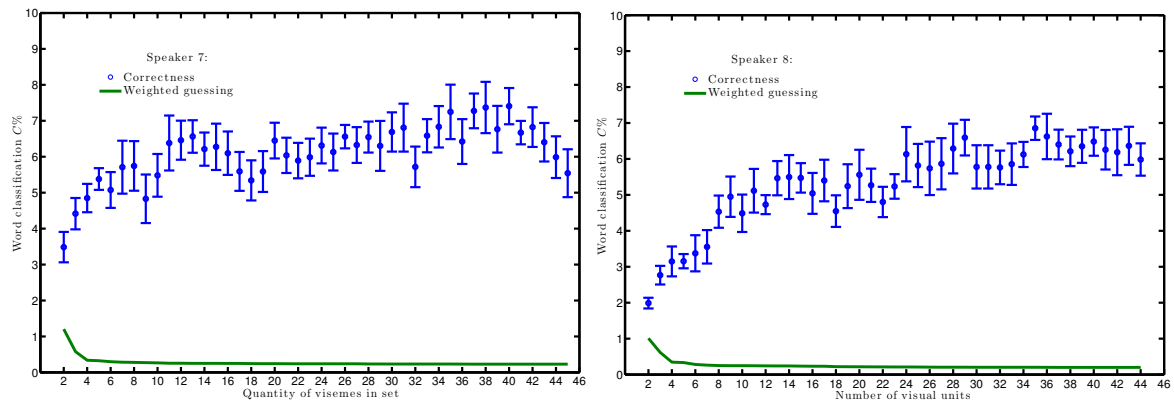 10
9
8
7
6
5
4
3
2
1
0
Word classification C%
Speaker 7:
Correctness
Weighted guessing
2 4 6 8 10 12 14 16 18 20 22 24 26 28 30 32 34 36 38 40 42 44 46
Quantity of visemes in set
10
9
8
7
6
5
4
3
2
1
0
Word classification C%
Speaker 8:
Correctness
Weighted guessing
2 4 6 8 10 12 14 16 18 20 22 24 26 28 30 32 34 36 38 40 42 44 46
Number of visual units